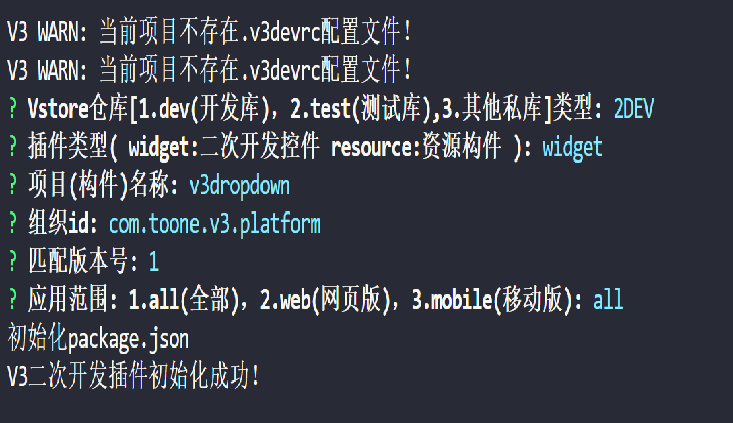 V3 WARN: 当前项目不存在.v3devrc配置文件!
V3 WARN: 当前项目不存在.v3devrc配置文件!
? Vstore仓库[1.dev(开发库), 2.test(测试库),3.其他私库]类型: 2DEV
? 插件类型( widget:二次开发控件 resource:资源构件 ): widget
? 项目(构件)名称: v3dropdown
? 组织id: com.toone.v3.platform
? 匹配版本号: 1
? 应用范围: 1.all(全部), 2.web(网页版), 3.mobile(移动版): all
初始化package.json
V3二次开发插件初始化成功!